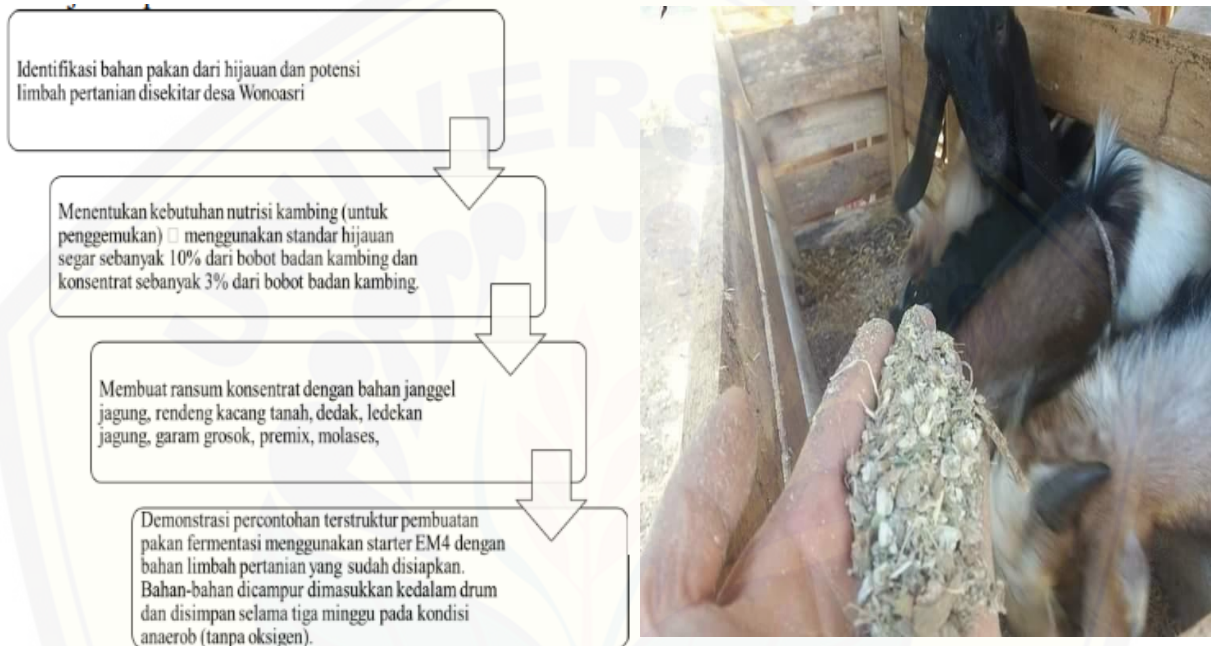 Identifikasi bahan pakan dari hijauan dan potensi
limbah pertanian disekitar desa Wonoasri
Menentukan kebutuhan nutrisi kambing (untuk
penggemukan) □ menggunakan standar hijauan
segar sebanyak 10% dari bobot badan kambing dan
konsentrat sebanyak 3% dari bobot badan kambing.
Membuat ransum konsentrat dengan bahan janggel
jagung, rendeng kacang tanah, dedak, ledekan
jagung, garam grosok, premix, molases,
Demonstrasi percontohan terstruktur pembuatan
pakan fermentasi menggunakan starter EM4 dengan
bahan limbah pertanian yang sudah disiapkan.
Bahan-bahan dicampur dimasukkan kedalam drum
dan disimpan selama tiga minggu pada kondisi
anaerob (tanpa oksigen).